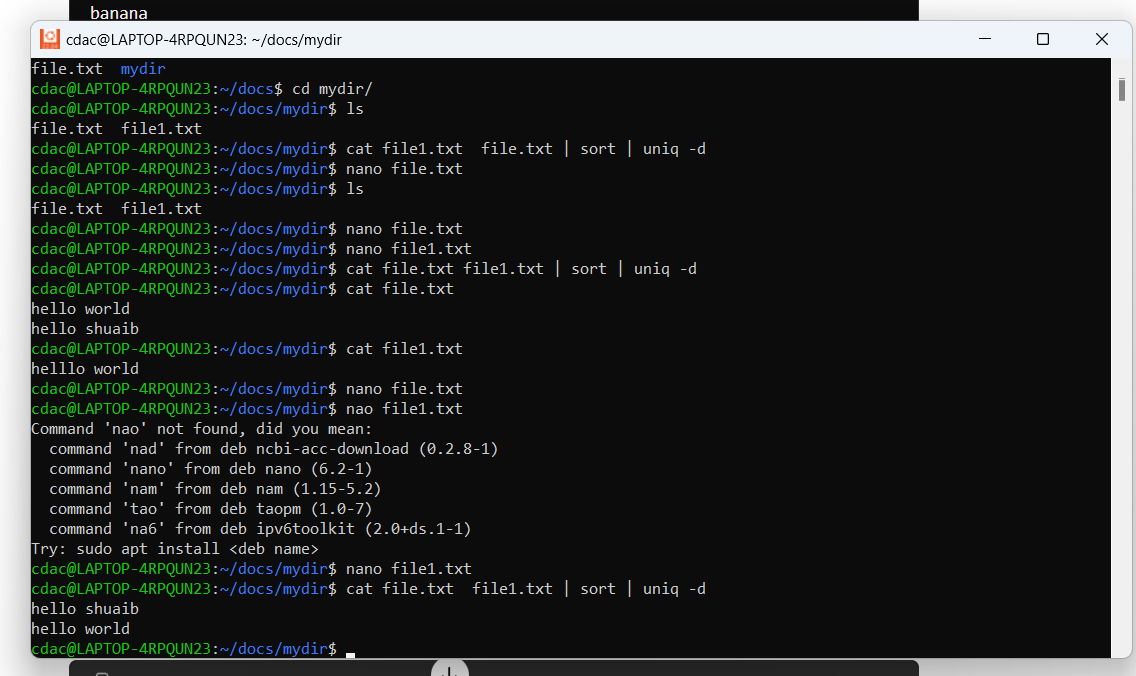 banana
cdac@LAPTOP-4RPQUN23: ~/docs/mydir
file.txt  mydir
cdac@LAPTOP-4RPQUN23:~/docs$ cd mydir/
cdac@LAPTOP-4RPQUN23:~/docs/mydir$ ls
file.txt  file1.txt
cdac@LAPTOP-4RPQUN23:~/docs/mydir$ cat file1.txt  file.txt | sort | uniq -d
cdac@LAPTOP-4RPQUN23:~/docs/mydir$ nano file.txt
cdac@LAPTOP-4RPQUN23:~/docs/mydir$ ls
file.txt  file1.txt
cdac@LAPTOP-4RPQUN23:~/docs/mydir$ nano file.txt
cdac@LAPTOP-4RPQUN23:~/docs/mydir$ nano file1.txt
cdac@LAPTOP-4RPQUN23:~/docs/mydir$ cat file.txt file1.txt | sort | uniq -d
cdac@LAPTOP-4RPQUN23:~/docs/mydir$ cat file.txt
hello world
hello shuaib
cdac@LAPTOP-4RPQUN23:~/docs/mydir$ cat file1.txt
helllo world
cdac@LAPTOP-4RPQUN23:~/docs/mydir$ nano file.txt
cdac@LAPTOP-4RPQUN23:~/docs/mydir$ nao file1.txt
Command 'nao' not found, did you mean:
  command 'nad' from deb ncbi-acc-download (0.2.8-1)
  command 'nano' from deb nano (6.2-1)
  command 'nam' from deb nam (1.15-5.2)
  command 'tao' from deb taopm (1.0-7)
  command 'na6' from deb ipv6toolkit (2.0+ds.1-1)
Try: sudo apt install <deb name>
cdac@LAPTOP-4RPQUN23:~/docs/mydir$ nano file1.txt
cdac@LAPTOP-4RPQUN23:~/docs/mydir$ cat file.txt  file1.txt | sort | uniq -d
hello shuaib
hello world
cdac@LAPTOP-4RPQUN23:~/docs/mydir$